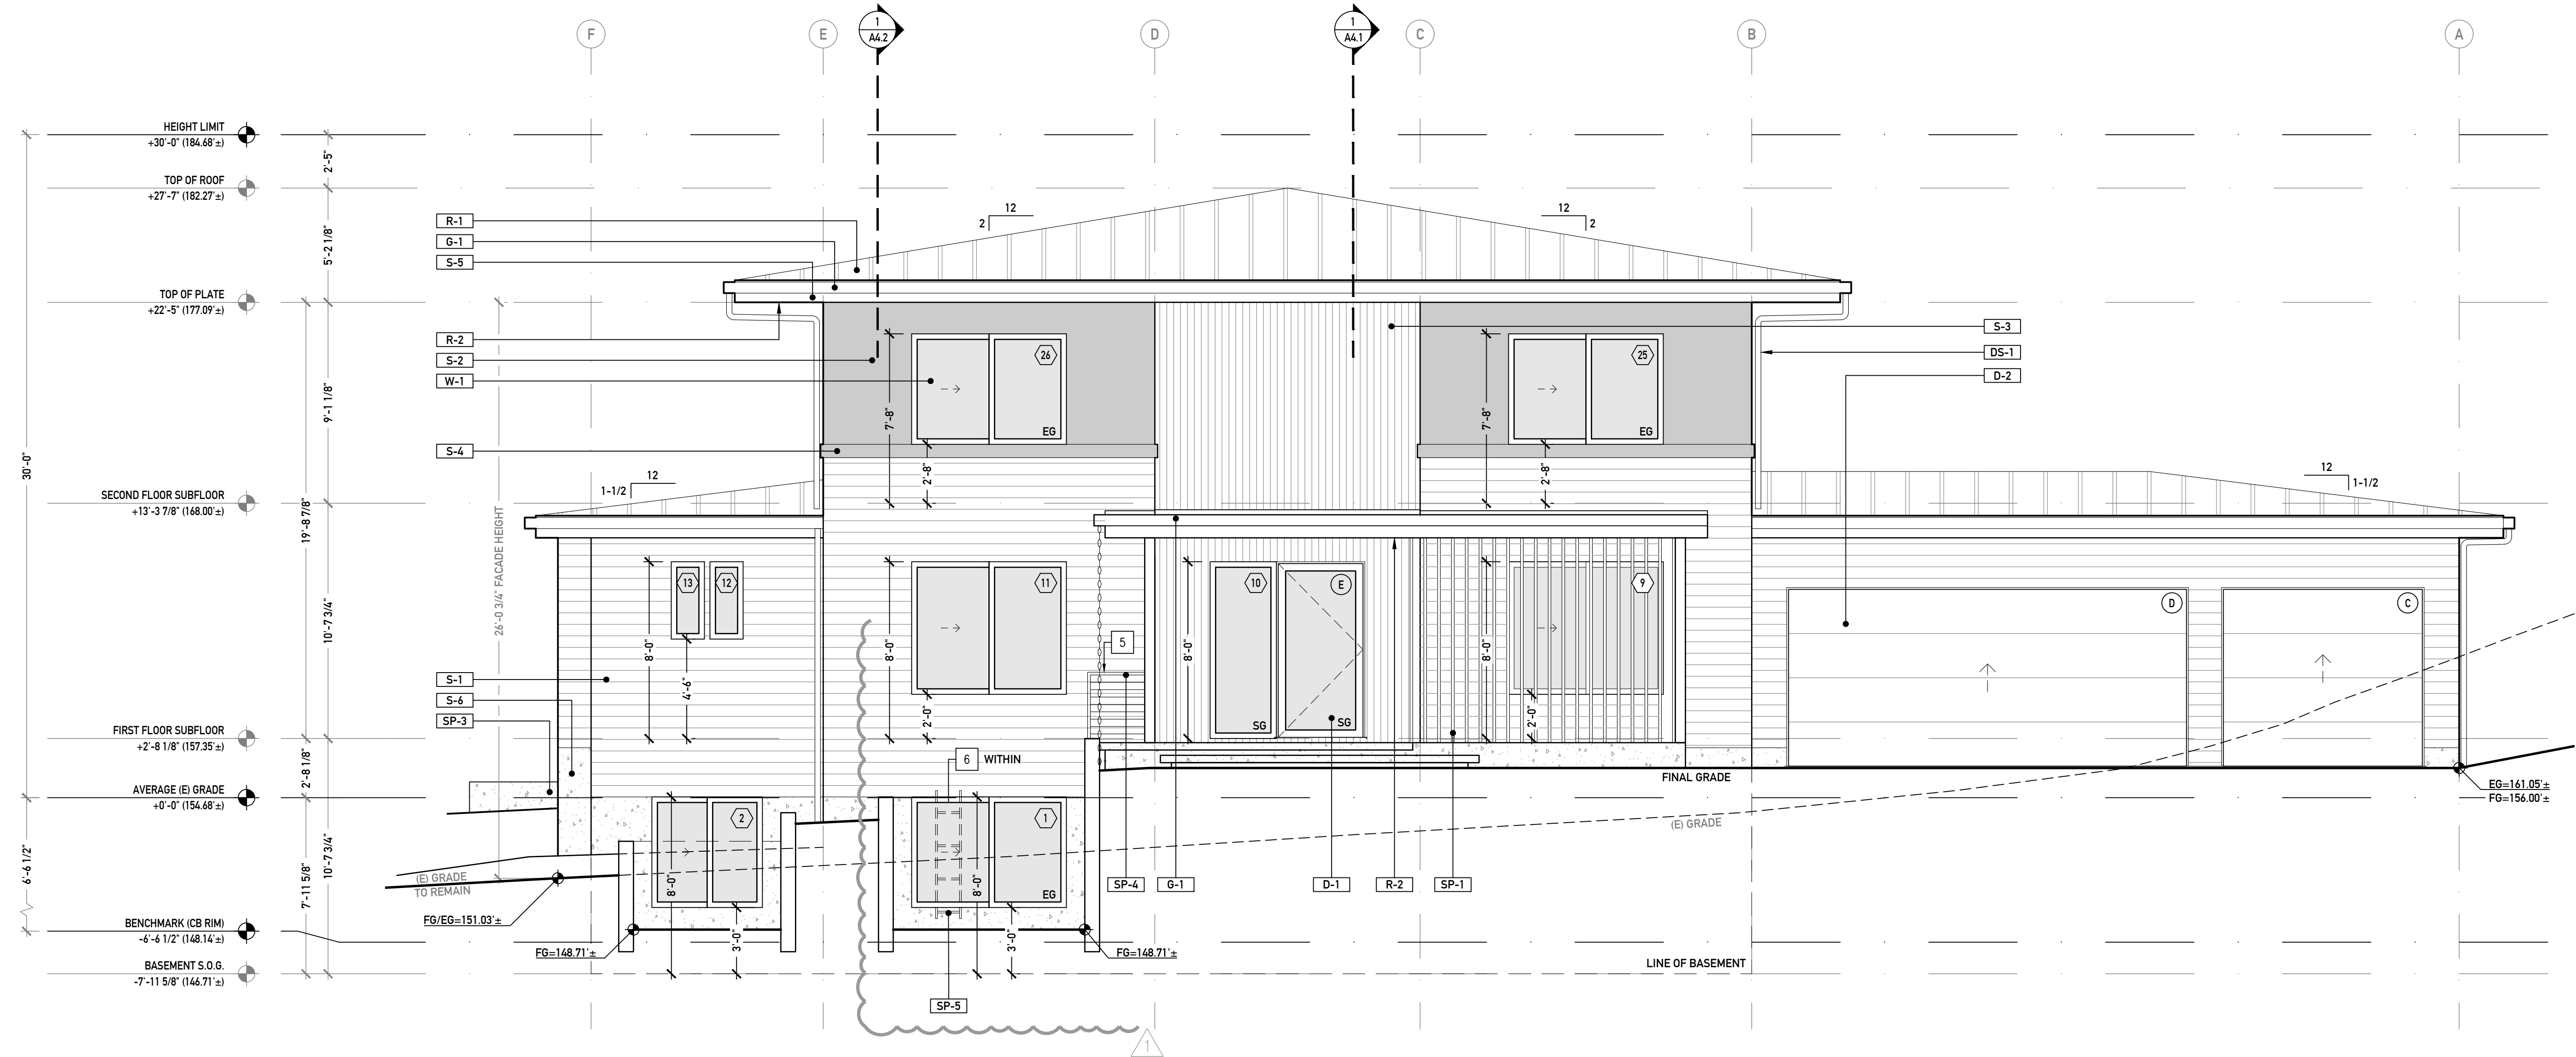 F
E
1
A4.2
D
1
A4.1
C
B
A
HEIGHT LIMIT
+30'-0" (184.68'±)
2'-5"
TOP OF ROOF
+27'-7" (182.27'±)
5'-2 1/8"
TOP OF PLATE
+22'-5" (177.09'±)
9'-1 1/8"
30'-0"
SECOND FLOOR SUBFLOOR
+13'-3 7/8" (168.00'±)
19'-8 7/8"
10'-7 3/4"
26'-0 3/4" FACADE HEIGHT
FIRST FLOOR SUBFLOOR
+2'-8 1/8" (157.35'±)
2'-8 1/8"
AVERAGE (E) GRADE
+0'-0" (154.68'±)
6'-6 1/2"
7'-11 5/8"
10'-7 3/4"
BENCHMARK (CB RIM)
-6'-6 1/2" (148.14'±)
BASEMENT S.O.G.
-7'-11 5/8" (146.71'±)
R-1
G-1
S-5
R-2
S-2
W-1
S-4
S-1
S-6
SP-3
12
2
12
2
S-3
DS-1
D-2
26
EG
7'-8"
2'-8"
25
EG
7'-8"
2'-8"
12
1-1/2
12
1-1/2
13
12
8'-0"
4'-6"
11
8'-0"
2'-0"
5
8'-0"
10
SG
E
SG
8'-0"
9
2'-0"
D
C
6 WITHIN
FINAL GRADE
EG=161.05'±
FG=156.00'±
(E) GRADE
2
8'-0"
3'-0"
1
EG
8'-0"
3'-0"
(E) GRADE
TO REMAIN
FG/EG=151.03'±
FG=148.71'±
FG=148.71'±
SP-4
G-1
D-1
R-2
SP-1
LINE OF BASEMENT
SP-5
1